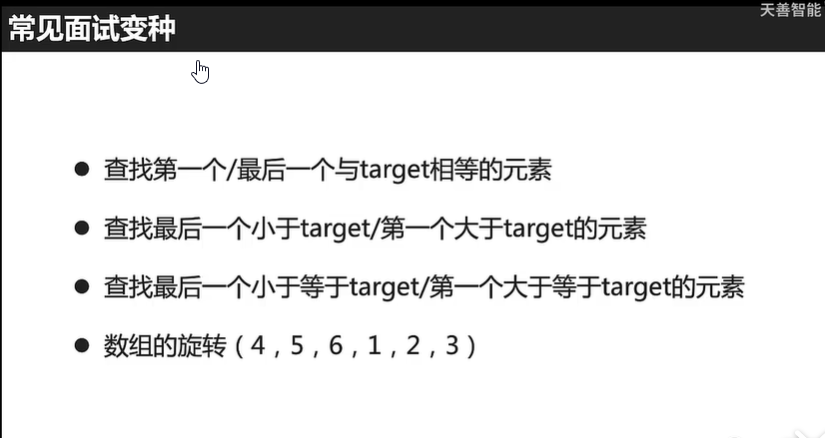 天善智能
常见面试变种
● 查找第一个/最后一个与target相等的元素
● 查找最后一个小于target/第一个大于target的元素
● 查找最后一个小于等于target/第一个大于等于target的元素
● 数组的旋转（4，5，6，1，2，3）